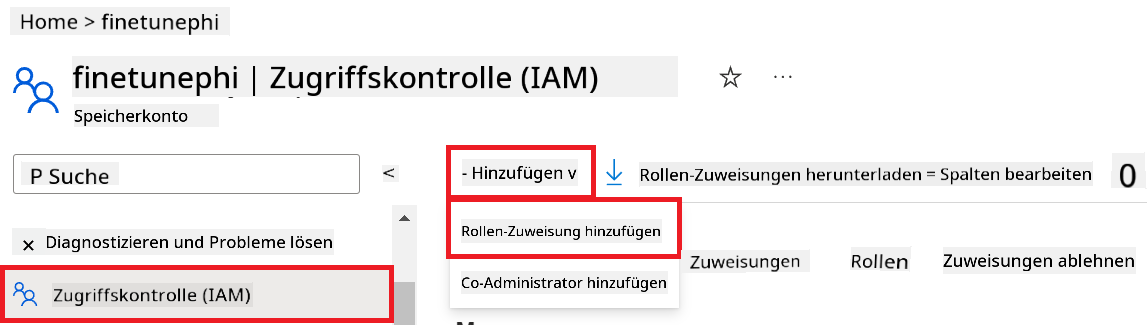 Home > finetunephi
finetunephi | Zugriffskontrolle (IAM)
Speicherkonto
P Suche
<
- Hinzufügen v
Rollen-Zuweisungen herunterladen = Spalten bearbeiten
0
Rollen-Zuweisung hinzufügen
Diagnostizieren und Probleme lösen
Zuweisungen
Rollen
Zuweisungen ablehnen
Co-Administrator hinzufügen
Zugriffskontrolle (IAM)